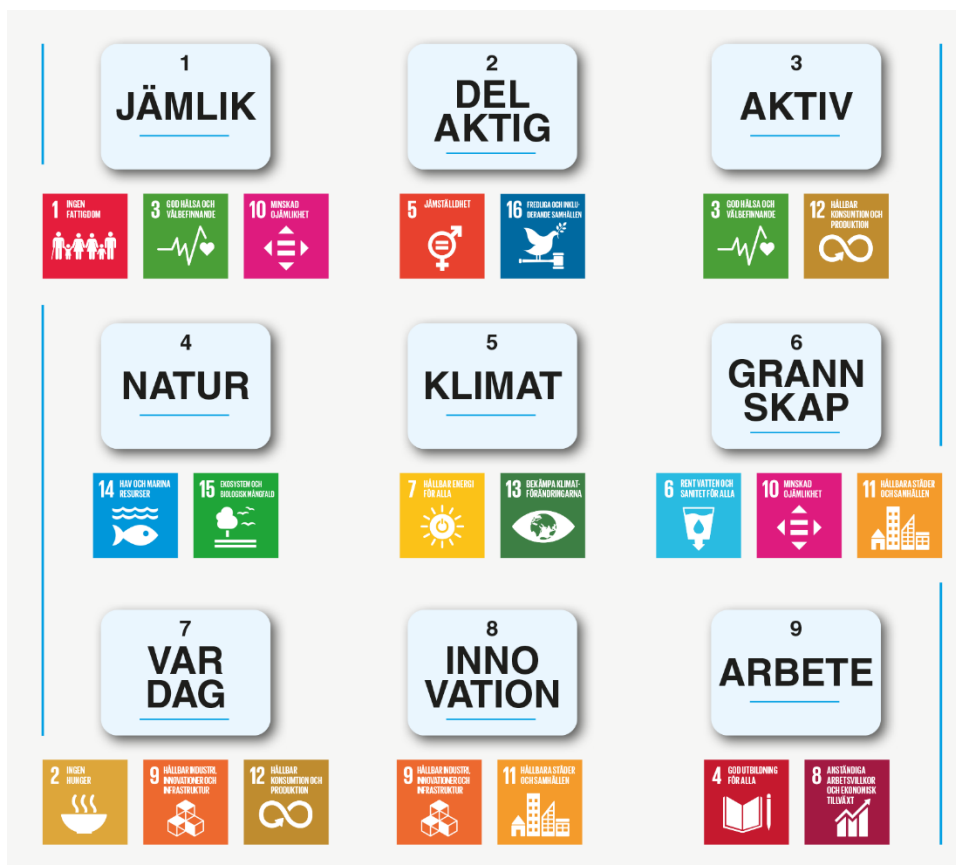 1
JÄMLIK
2
DEL
AKTIG
3
AKTIV
1 INGEN
FATTIGDOM
3 GOD HÄLSA OCH
VÄLBEFINNANDE
10 MINSKAD
OJÄMLIKHET
5 JÄMSTÄLLDHET
16 FREDLIGA OCH INKLU-
DERANDE SAMHÄLLEN
3 GOD HÄLSA OCH
VÄLBEFINNANDE
12 HÅLLBAR
KONSUMTION OCH
PRODUKTION
4
NATUR
5
KLIMAT
6
GRANN
SKAP
14 HAV OCH MARINA
RESURSER
15 EKOSYSTEM OCH
BIOLOGISK MÅNGFALD
7 HÅLLBAR ENERGI
FÖR ALLA
13 BEKÄMPA KLIMAT-
FÖRÄNDRINGARNA
6 RENT VATTEN OCH
SANITET FÖR ALLA
10 MINSKAD
OJÄMLIKHET
11 HÅLLBARA STÄDER
OCH SAMHÄLLEN
7
VAR
DAG
8
INNO
VATION
9
ARBETE
2 INGEN
HUNGER
9 HÅLLBAR INDUSTRI,
INNOVATIONER OCH
INFRASTRUKTUR
12 HÅLLBAR
KONSUMTION OCH
PRODUKTION
9 HÅLLBAR INDUSTRI,
INNOVATIONER OCH
INFRASTRUKTUR
11 HÅLLBARA STÄDER
OCH SAMHÄLLEN
4 GOD UTBILDNING
FÖR ALLA
8 ANSTÄNDIGA
ARBETSVILLKOR
OCH EKONOMISK
TILLVÄXT